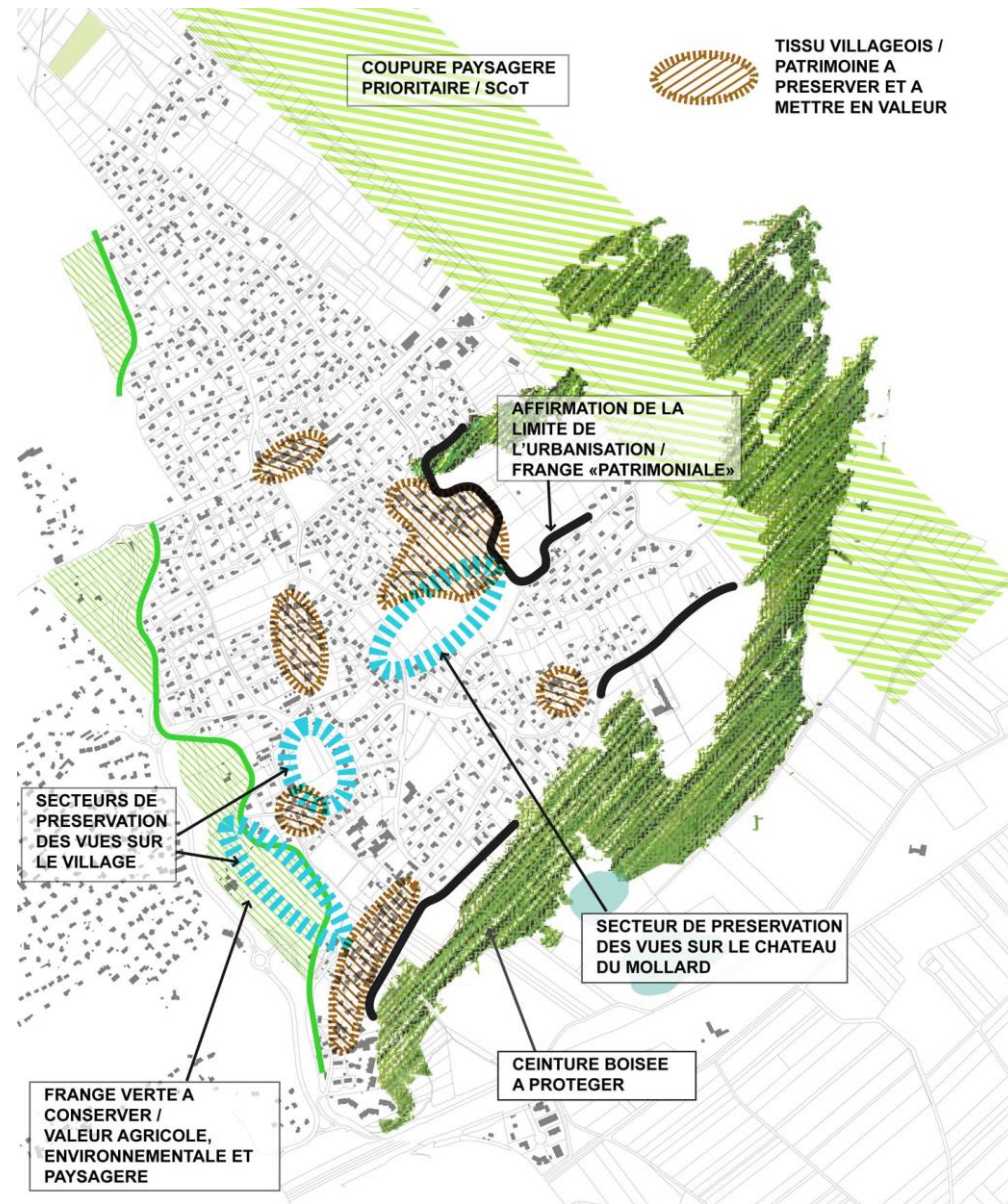 COUPURE PAYSAGERE
PRIORITAIRE / SCoT
TISSU VILLAGEOIS /
PATRIMOINE A
PRESERVER ET A
METTRE EN VALEUR
AFFIRMATION DE LA
LIMITE DE
L'URBANISATION /
FRANGE «PATRIMONIALE»
SECTEURS DE
PRESERVATION
DES VUES SUR
LE VILLAGE
SECTEUR DE PRESERVATION
DES VUES SUR LE CHATEAU
DU MOLLARD
CEINTURE BOISEE
A PROTEGER
FRANGE VERTE A
CONSERVER /
VALEUR AGRICOLE,
ENVIRONNEMENTALE ET
PAYSAGERE